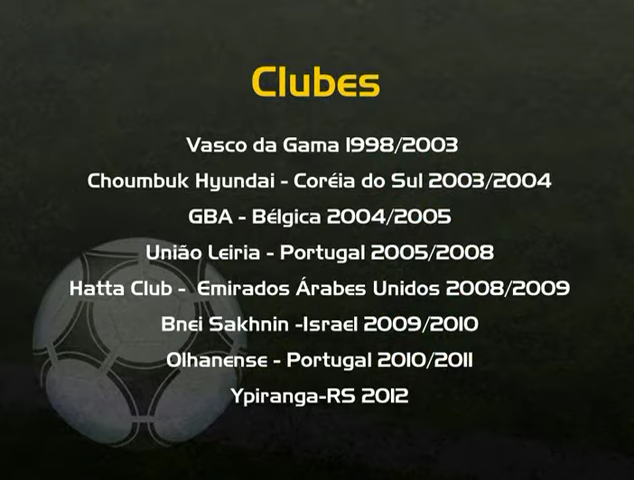 Clubes
Vasco da Gama 1998/2003
Choumbuk Hyundai - Coréia do Sul 2003/2004
GBA - Bélgica 2004/2005
União Leiria - Portugal 2005/2008
Hatta Club - Emirados Árabes Unidos 2008/2009
Bnei Sakhnin -Israel 2009/2010
Olhanense - Portugal 2010/2011
Ypiranga-RS 2012